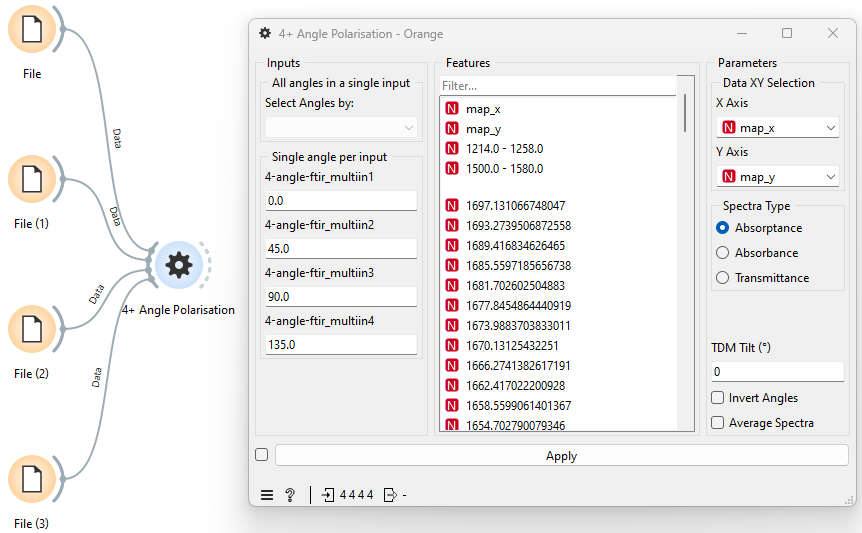 File
Data
File (1)
Data
File (2)
Data
File (3)
Data
4+ Angle Polarisation
4+ Angle Polarisation - Orange
Inputs
All angles in a single input
Select Angles by:
Single angle per input
4-angle-ftir_multiin1
0.0
4-angle-ftir_multiin2
45.0
4-angle-ftir_multiin3
90.0
4-angle-ftir_multiin4
135.0
Features
Filter...
N map_x
N map_y
N 1214.0 - 1258.0
N 1500.0 - 1580.0
N 1697.131066748047
N 1693.2739506872558
N 1689.416834626465
N 1685.5597185656738
N 1681.702602504883
N 1677.8454864440919
N 1673.9883703833011
N 1670.13125432251
N 1666.2741382617191
N 1662.417022200928
N 1658.5599061401367
N 1654.702790079346
Parameters
Data XY Selection
X Axis
N map_x
Y Axis
N map_y
Spectra Type
Absorptance
Absorbance
Transmittance
TDM Tilt (°)
0
Invert Angles
Average Spectra
Apply
? | 4 4 4 4 -